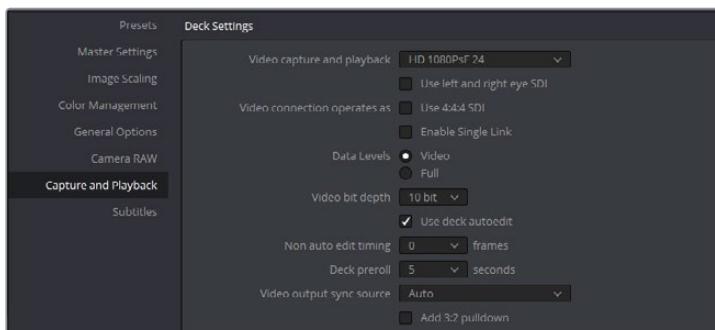 Presets
Master Settings
Image Scaling
Color Management
General Options
Camera RAW
Capture and Playback
Subtitles
Deck Settings
Video capture and playback HD 1080PsF 24
Use left and right eye SDI
Video connection operates as Use 4:4:4 SDI
Enable Single Link
Data Levels Video
Full
Video bit depth 10 bit
Use deck autoedit
Non auto edit timing 0 frames
Deck preroll 5 seconds
Video output sync source Auto
Add 3:2 pulldown